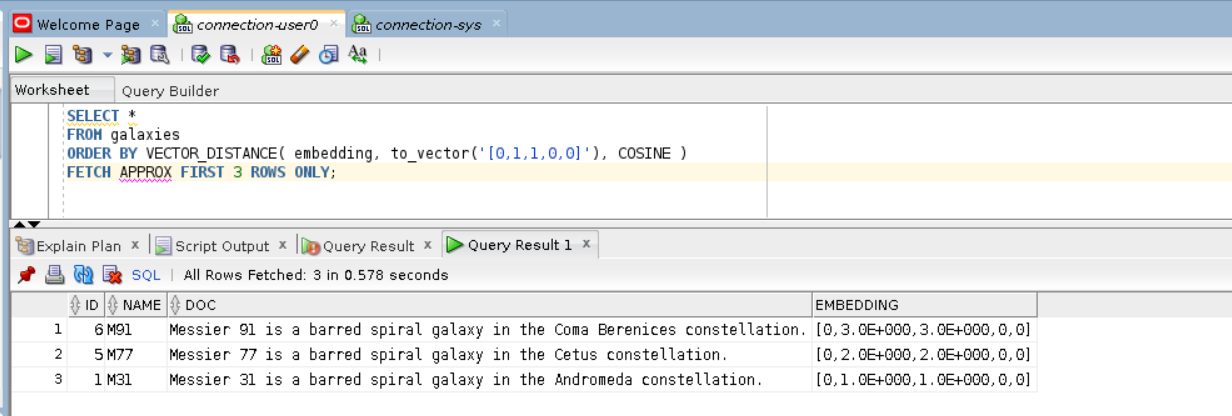 Welcome Page × connection-user0 × connection-sys ×
Worksheet Query Builder
SELECT *
FROM galaxies
ORDER BY VECTOR_DISTANCE( embedding, to_vector('[0,1,1,0,0]'), COSINE )
FETCH APPROX FIRST 3 ROWS ONLY;
Explain Plan × Script Output × Query Result × Query Result 1 ×
SQL | All Rows Fetched: 3 in 0.578 seconds
ID NAME DOC EMBEDDING
1 6 M91 Messier 91 is a barred spiral galaxy in the Coma Berenices constellation. [0,3.0E+000,3.0E+000,0,0]
2 5 M77 Messier 77 is a barred spiral galaxy in the Cetus constellation. [0,2.0E+000,2.0E+000,0,0]
3 1 M31 Messier 31 is a barred spiral galaxy in the Andromeda constellation. [0,1.0E+000,1.0E+000,0,0]